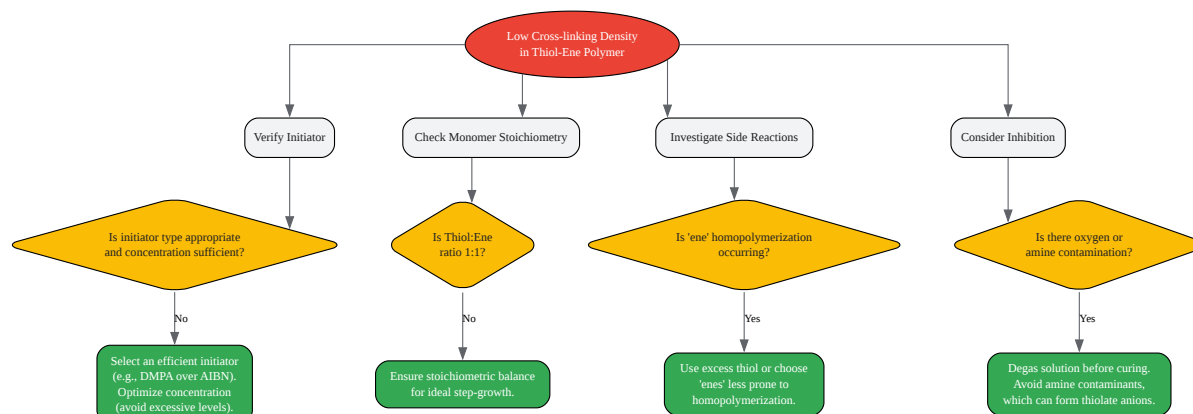 Low Cross-linking Density
in Thiol-Ene Polymer
Verify Initiator
Check Monomer Stoichiometry
Investigate Side Reactions
Consider Inhibition
Is initiator type appropriate
and concentration sufficient?
Is Thiol:Ene
ratio 1:1?
Is 'ene' homopolymerization
occurring?
Is there oxygen or
amine contamination?
No
No
Yes
Yes
Select an efficient initiator
(e.g., DMPA over AIBN).
Optimize concentration
(avoid excessive levels).
Ensure stoichiometric balance
for ideal step-growth.
Use excess thiol or choose
'enes' less prone to
homopolymerization.
Degas solution before curing.
Avoid amine contaminants,
which can form thiolate anions.